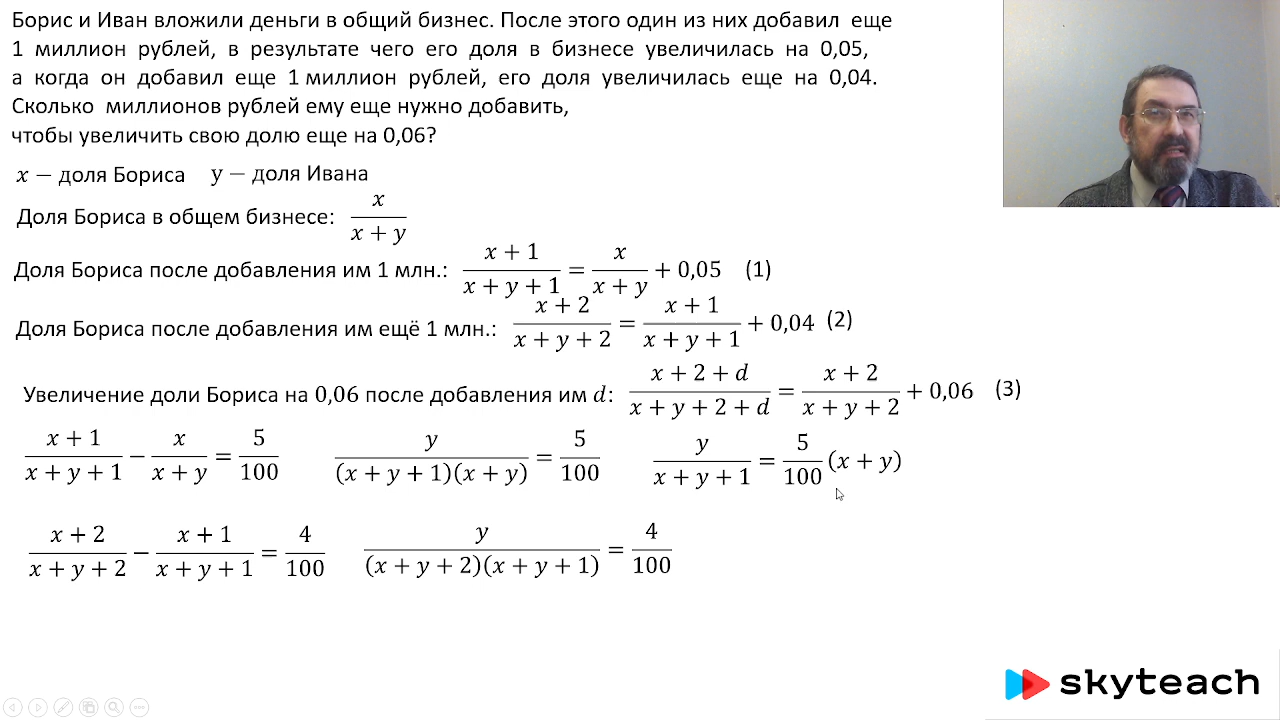 Борис и Иван вложили деньги в общий бизнес. После этого один из них добавил еще
1 миллион рублей, в результате чего его доля в бизнесе увеличилась на 0,05,
а когда он добавил еще 1 миллион рублей, его доля увеличилась еще на 0,04.
Сколько миллионов рублей ему еще нужно добавить,
чтобы увеличить свою долю еще на 0,06?
x − доля Бориса y − доля Ивана
Доля Бориса в общем бизнесе: x/(x + y)
Доля Бориса после добавления им 1 млн.: (x + 1)/(x + y + 1) = x/(x + y) + 0,05 (1)
Доля Бориса после добавления им ещё 1 млн.: (x + 2)/(x + y + 2) = (x + 1)/(x + y + 1) + 0,04 (2)
Увеличение доли Бориса на 0,06 после добавления им d: (x + 2 + d)/(x + y + 2 + d) = (x + 2)/(x + y + 2) + 0,06 (3)
(x + 1)/(x + y + 1) − x/(x + y) = 5/100 y/((x + y + 1)(x + y)) = 5/100 y/(x + y + 1) = 5/100 (x + y)
(x + 2)/(x + y + 2) − (x + 1)/(x + y + 1) = 4/100 y/((x + y + 2)(x + y + 1)) = 4/100
skyteach